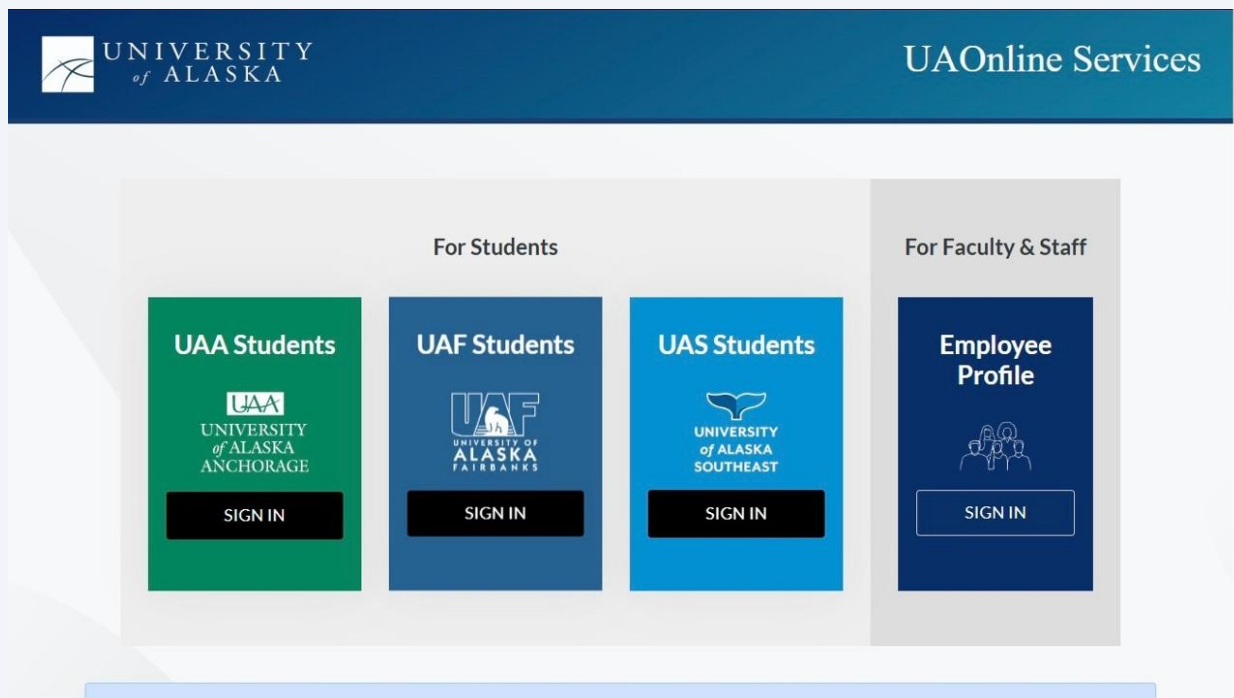 UNIVERSITY
of ALASKA
UAOnline Services
For Students
For Faculty & Staff
UAA Students
UAA
UNIVERSITY
of ALASKA
ANCHORAGE
SIGN IN
UAF Students
UAF
UNIVERSITY OF
ALASKA
FAIRBANKS
SIGN IN
UAS Students
UNIVERSITY
of ALASKA
SOUTHEAST
SIGN IN
Employee
Profile
SIGN IN